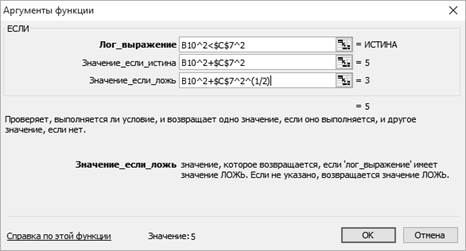 Аргументы функции
ЕСЛИ
Лог_выражение B10^2<$C$7^2 = ИСТИНА
Значение_если_истина B10^2+$C$7 = 5
Значение_если_ложь B10^2+$C$7^2^(1/2) = 3
= 5
Проверяет, выполняется ли условие, и возвращает одно значение, если оно выполняется, и другое
значение, если нет.
Значение_если_ложь значение, которое возвращается, если 'лог_выражение' имеет
значение ЛОЖЬ. Если не указано, возвращается значение ЛОЖЬ.
Справка по этой функции Значение: 5 OK Отмена